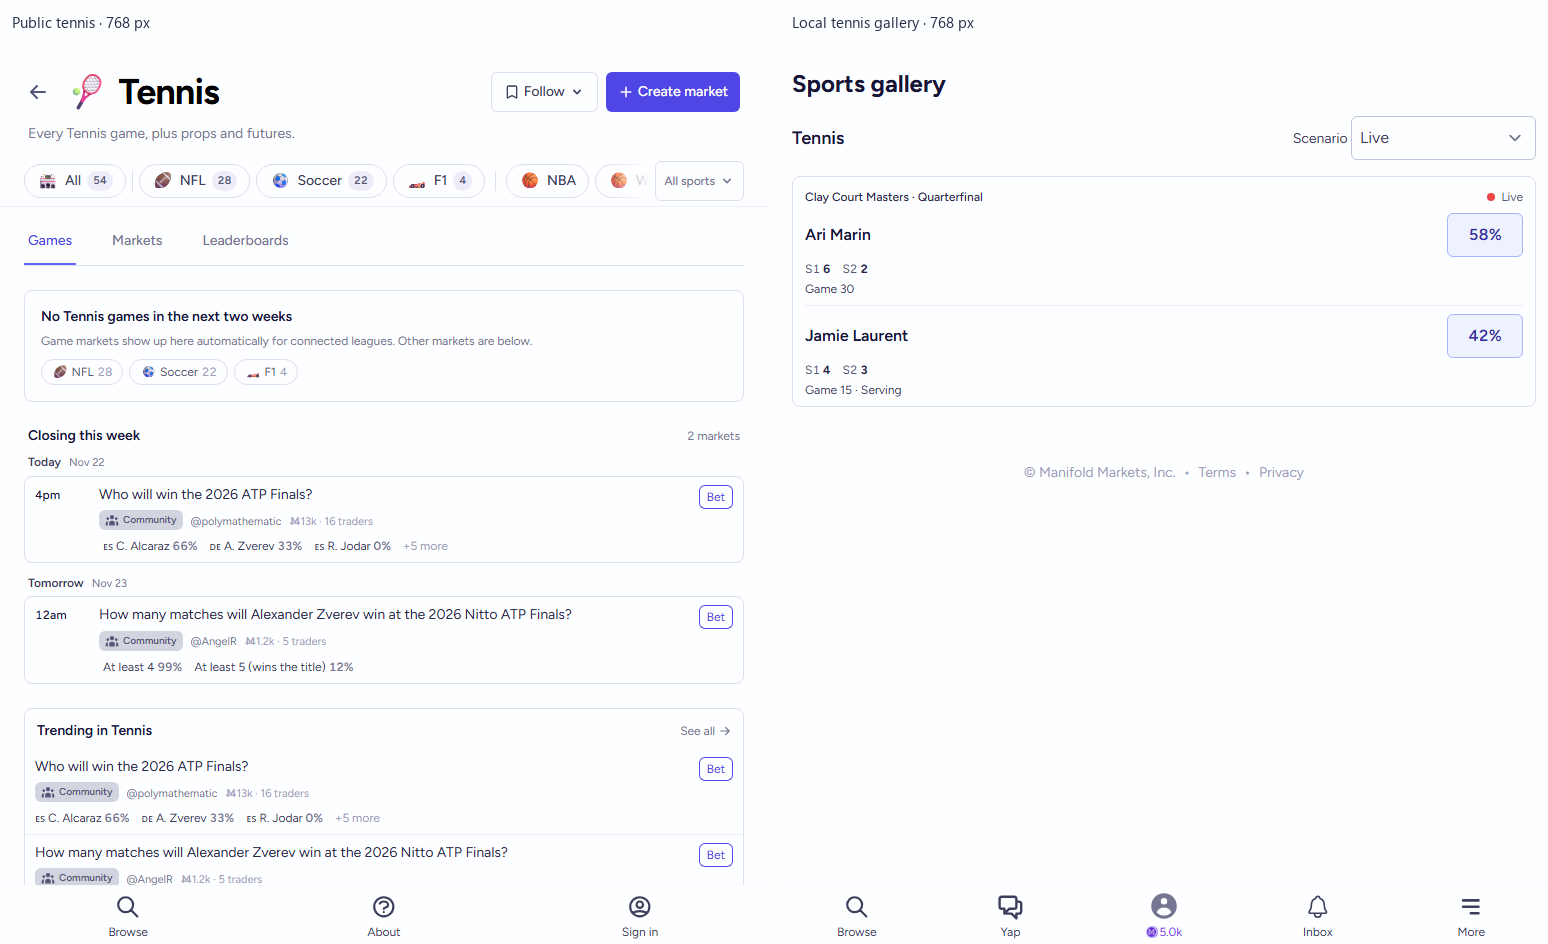 Public tennis · 768 px
Tennis
Follow
Create market
Every Tennis game, plus props and futures.
All 54
NFL 28
Soccer 22
F1 4
NBA
W
All sports
Games
Markets
Leaderboards
No Tennis games in the next two weeks
Game markets show up here automatically for connected leagues. Other markets are below.
NFL 28
Soccer 22
F1 4
Closing this week
2 markets
Today Nov 22
4pm
Who will win the 2026 ATP Finals?
Bet
Community @polymathematic Ṁ13k · 16 traders
ES C. Alcaraz 66% DE A. Zverev 33% ES R. Jodar 0% +5 more
Tomorrow Nov 23
12am
How many matches will Alexander Zverev win at the 2026 Nitto ATP Finals?
Bet
Community @AngelR Ṁ1.2k · 5 traders
At least 4 99% At least 5 (wins the title) 12%
Trending in Tennis
See all →
Who will win the 2026 ATP Finals?
Bet
Community @polymathematic Ṁ13k · 16 traders
ES C. Alcaraz 66% DE A. Zverev 33% ES R. Jodar 0% +5 more
How many matches will Alexander Zverev win at the 2026 Nitto ATP Finals?
Bet
Community @AngelR Ṁ1.2k · 5 traders
Browse
About
Sign in
Local tennis gallery · 768 px
Sports gallery
Tennis
Scenario
Live
Clay Court Masters · Quarterfinal
Live
Ari Marin
58%
S1 6 S2 2
Game 30
Jamie Laurent
42%
S1 4 S2 3
Game 15 · Serving
© Manifold Markets, Inc. • Terms • Privacy
Browse
Yap
5.0k
Inbox
More